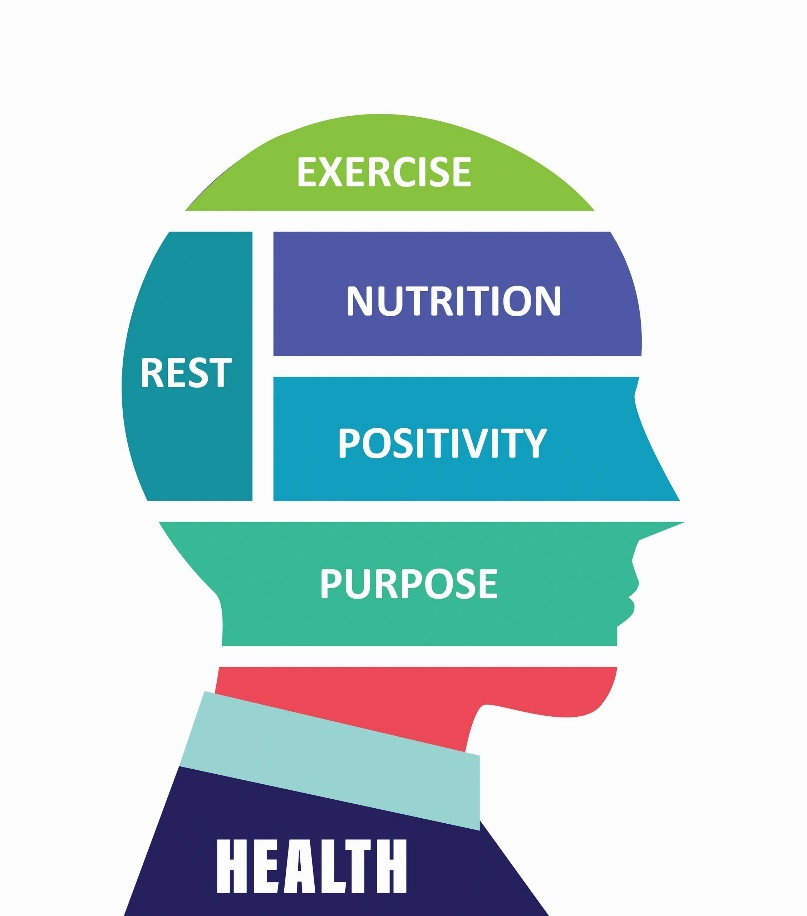 EXERCISE
NUTRITION
REST
POSITIVITY
PURPOSE
HEALTH